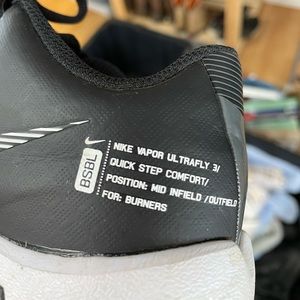 BSBL
NIKE VAPOR ULTRAFLY 3/
QUICK STEP COMFORT/
POSITION: MID INFIELD /OUTFIELD
FOR: BURNERS